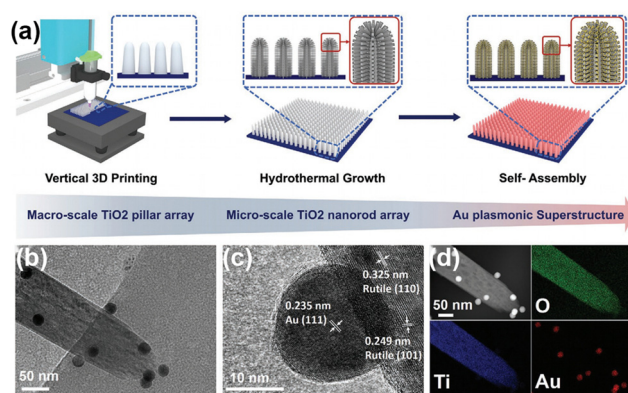 (a)
Vertical 3D Printing
Hydrothermal Growth
Self- Assembly
Macro-scale TiO2 pillar array
Micro-scale TiO2 nanorod array
Au plasmonic Superstructure
(b)
50 nm
(c)
0.325 nm
Rutile (110)
0.235 nm
Au (111)
0.249 nm
Rutile (101)
10 nm
(d)
50 nm
O
Ti
Au